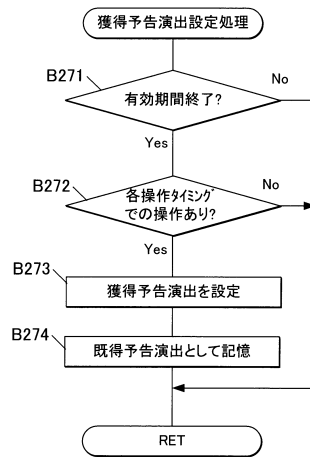 獲得予告演出設定処理
B271
有効期間終了?
No
Yes
B272
各操作タイミング
での操作あり?
No
Yes
B273
獲得予告演出を設定
B274
既得予告演出として記憶
RET